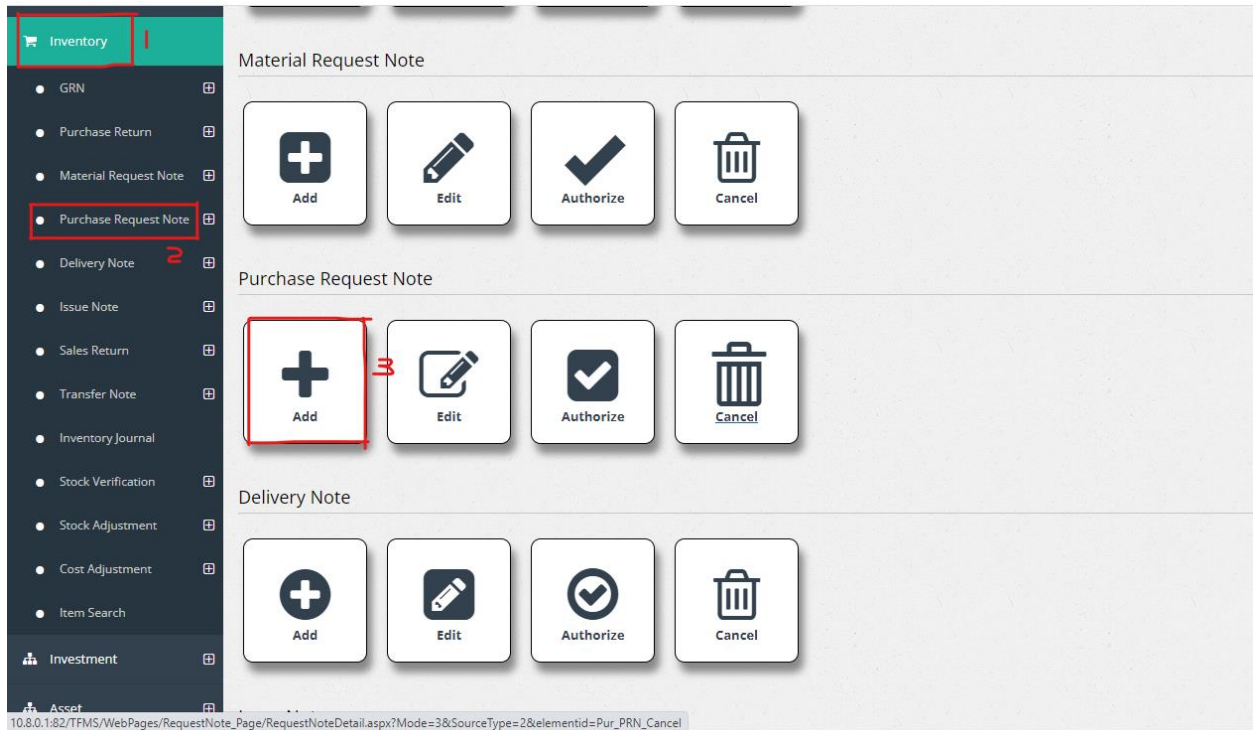 Inventory
1
GRN
Purchase Return
Material Request Note
Purchase Request Note
2
Delivery Note
Issue Note
Sales Return
Transfer Note
Inventory Journal
Stock Verification
Stock Adjustment
Cost Adjustment
Item Search
Investment
Asset
Material Request Note
Add Edit Authorize Cancel
Purchase Request Note
Add 3 Edit Authorize Cancel
Delivery Note
Add Edit Authorize Cancel
10.8.0.1:82/TFMS/WebPages/RequestNote_Page/RequestNoteDetail.aspx?Mode=3&SourceType=2&elementid=Pur_PRN_Cancel